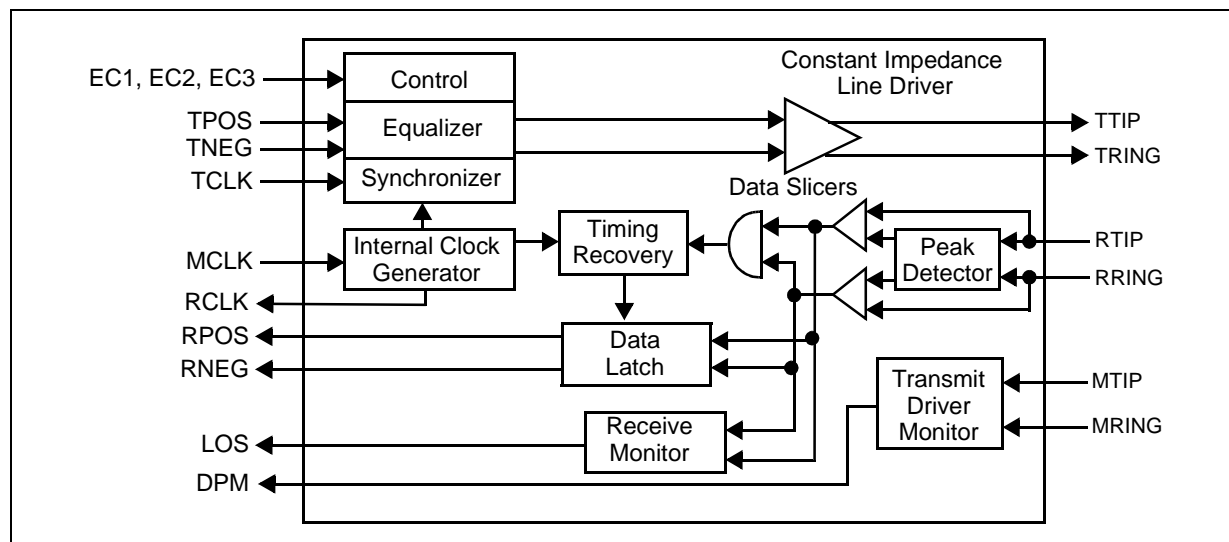 EC1, EC2, EC3
Control
Constant Impedance
Line Driver
TPOS
Equalizer
TTIP
TNEG
TRING
TCLK
Synchronizer
Data Slicers
MCLK
Internal Clock
Generator
Timing
Recovery
Peak
Detector
RTIP
RRING
RCLK
RPOS
Data
Latch
RNEG
Transmit
Driver
Monitor
MTIP
MRING
LOS
Receive
Monitor
DPM